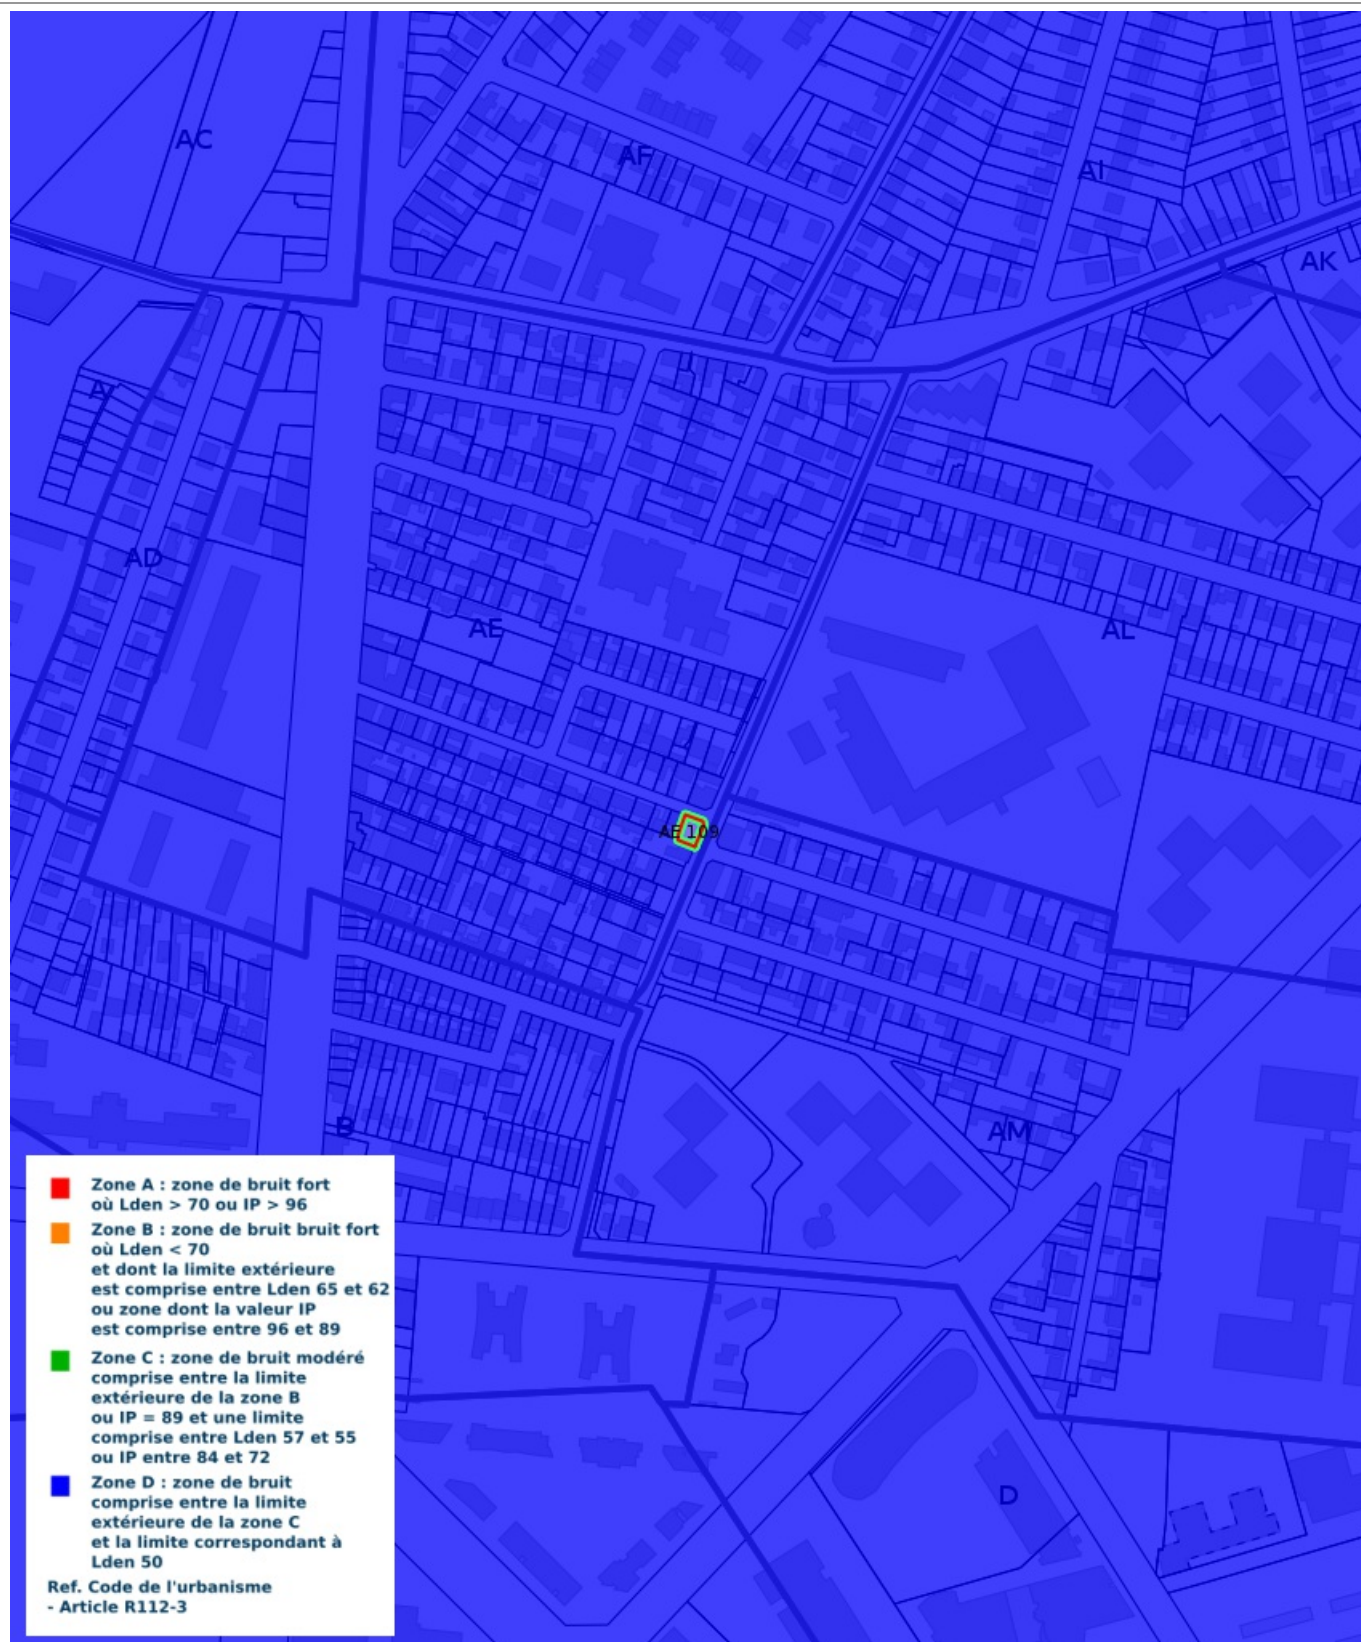 AC
AF
AI
AK
AD
AE
AL
AE 109
B
AM
D
Zone A : zone de bruit fort
où Lden > 70 ou IP > 96
Zone B : zone de bruit bruit fort
où Lden < 70
et dont la limite extérieure
est comprise entre Lden 65 et 62
ou zone dont la valeur IP
est comprise entre 96 et 89
Zone C : zone de bruit modéré
comprise entre la limite
extérieure de la zone B
ou IP = 89 et une limite
comprise entre Lden 57 et 55
ou IP entre 84 et 72
Zone D : zone de bruit
comprise entre la limite
extérieure de la zone C
et la limite correspondant à
Lden 50
Ref. Code de l'urbanisme
- Article R112-3